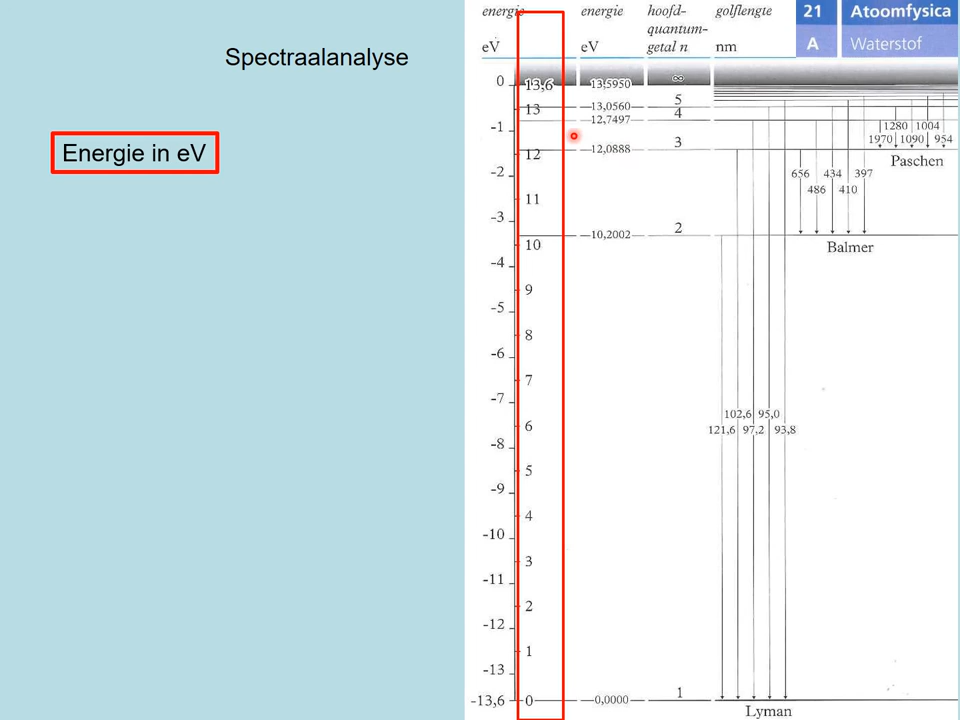 Spectraalanalyse
Energie in eV
energie energie hoofd- golflengte
quantum-
eV eV getal n nm
21 Atoomfysica
A Waterstof
0 13,6 13,5950 ∞
13 13,0560 5
-1 12,7497 4
12 12,0888 3
-2
11
-3
10 10,2002 2
-4
9
-5
8
-6
7
-7
6
-8
5
-9
4
-10
3
-11
2
-12
1
-13
-13,6 0 0,0000 1
1280 1004
1970 1090 954
Paschen
656 434 397
486 410
Balmer
102,6 95,0
121,6 97,2 93,8
Lyman